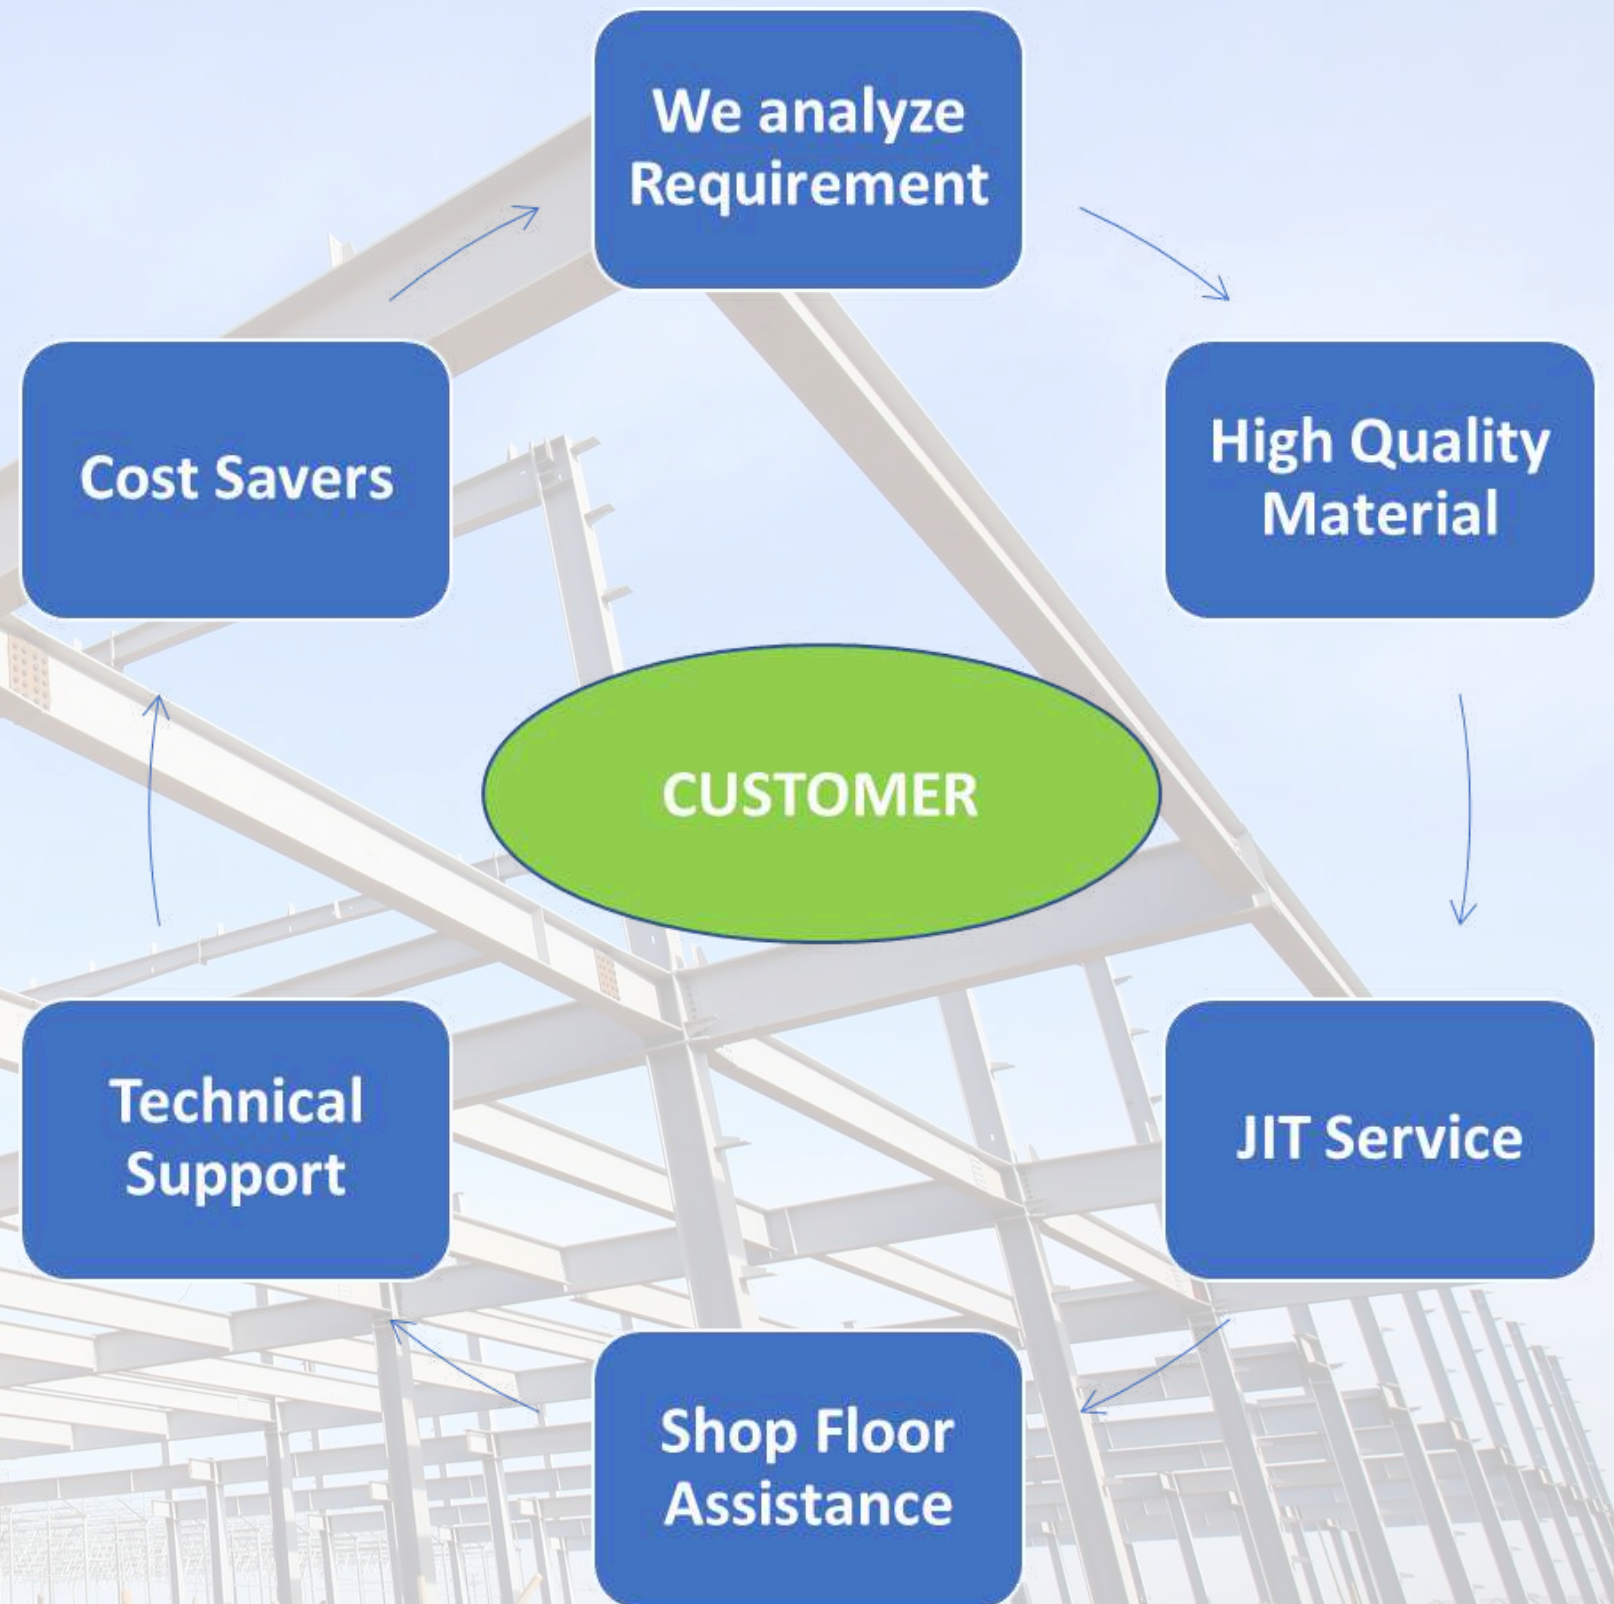 We analyze
Requirement
High Quality
Material
JIT Service
Shop Floor
Assistance
Technical
Support
Cost Savers
CUSTOMER